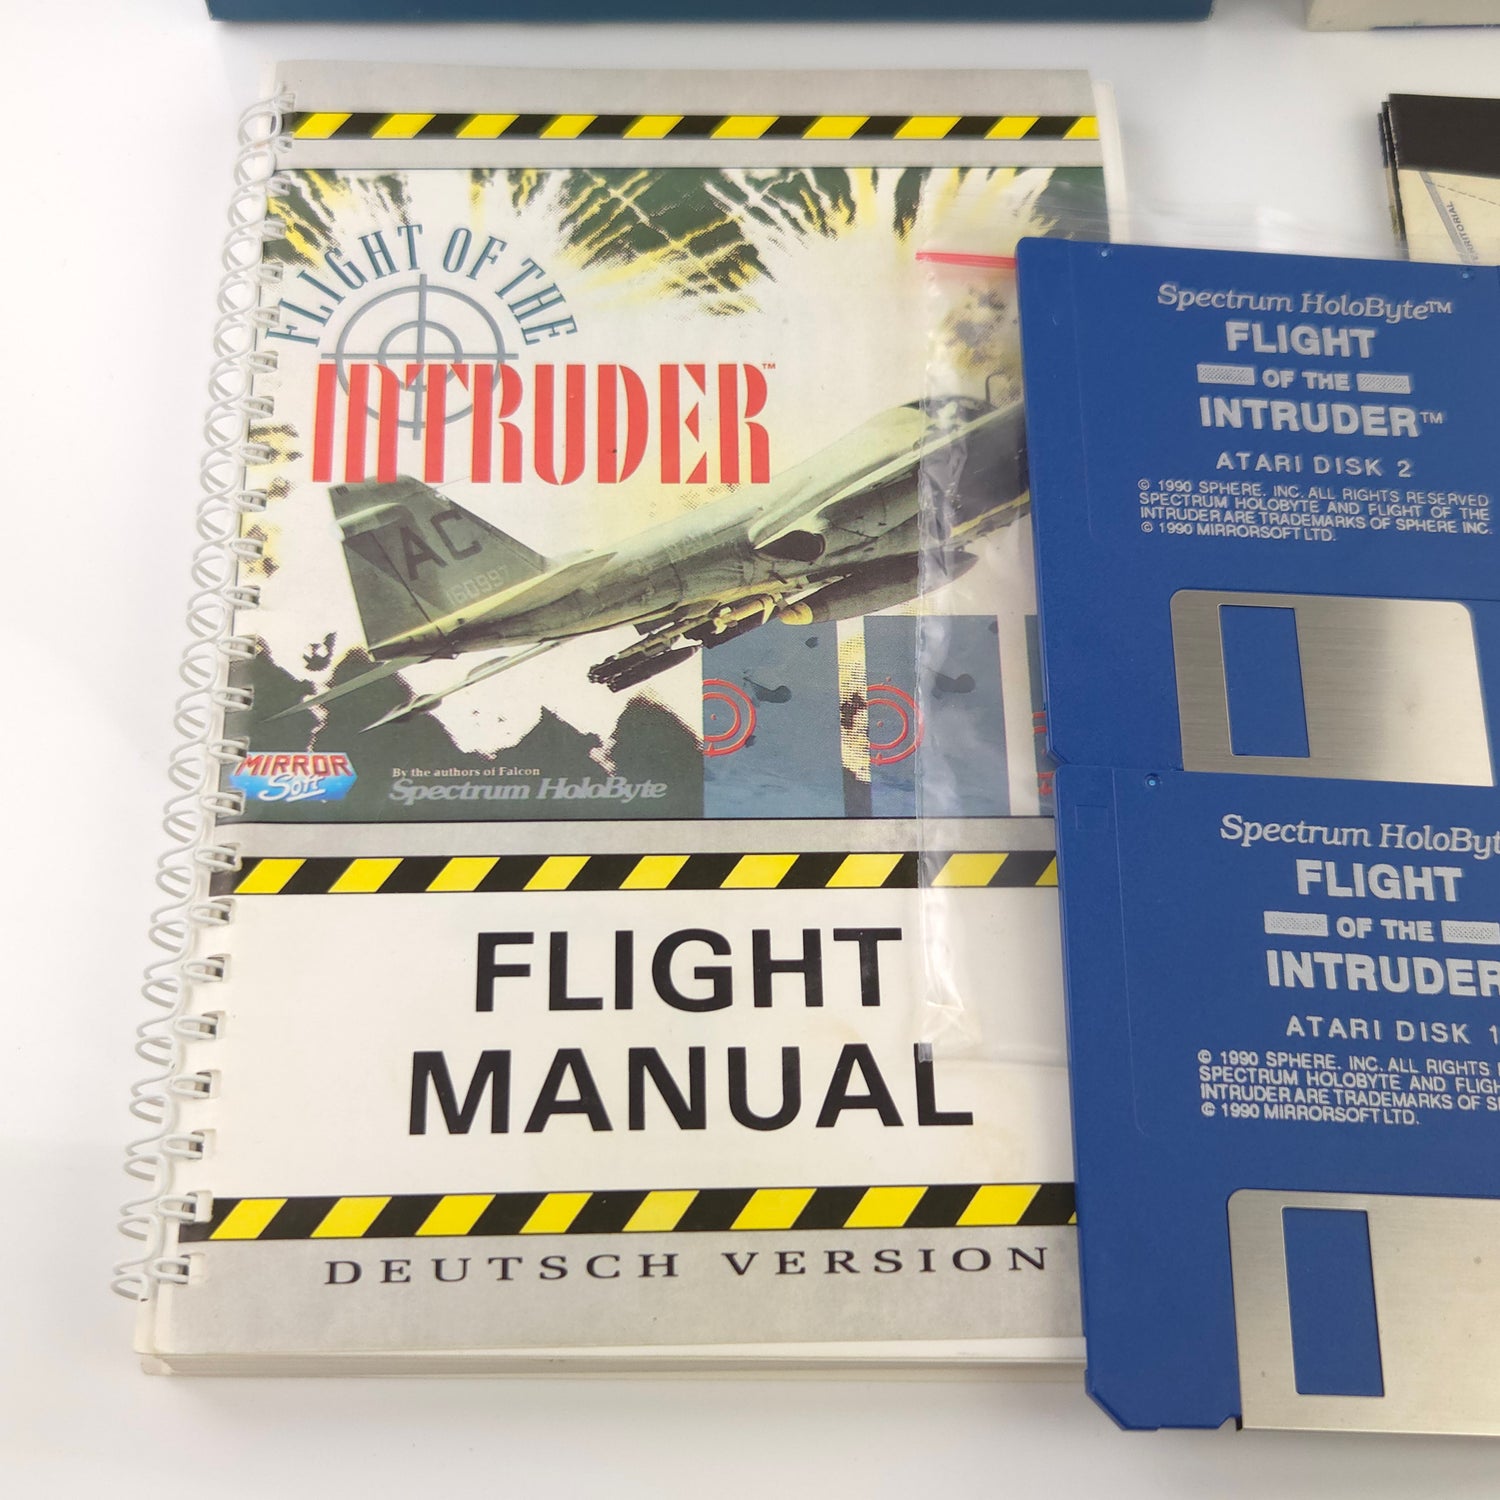 FLIGHT OF THE
INTRUDER™
AC
160997
MIRROR
Soft
By the authors of Falcon
Spectrum HoloByte
FLIGHT
MANUAL
DEUTSCH VERSION
Spectrum HoloByte™
FLIGHT
OF THE
INTRUDER™
ATARI DISK 2
© 1990 SPHERE, INC. ALL RIGHTS RESERVED
SPECTRUM HOLOBYTE AND FLIGHT OF THE
INTRUDER ARE TRADEMARKS OF SPHERE INC.
© 1990 MIRRORSOFT LTD.
Spectrum HoloByt
FLIGHT
OF THE
INTRUDER
ATARI DISK 1
© 1990 SPHERE, INC. ALL RIGHTS
SPECTRUM HOLOBYTE AND FLIGH
INTRUDER ARE TRADEMARKS OF S
© 1990 MIRRORSOFT LTD.